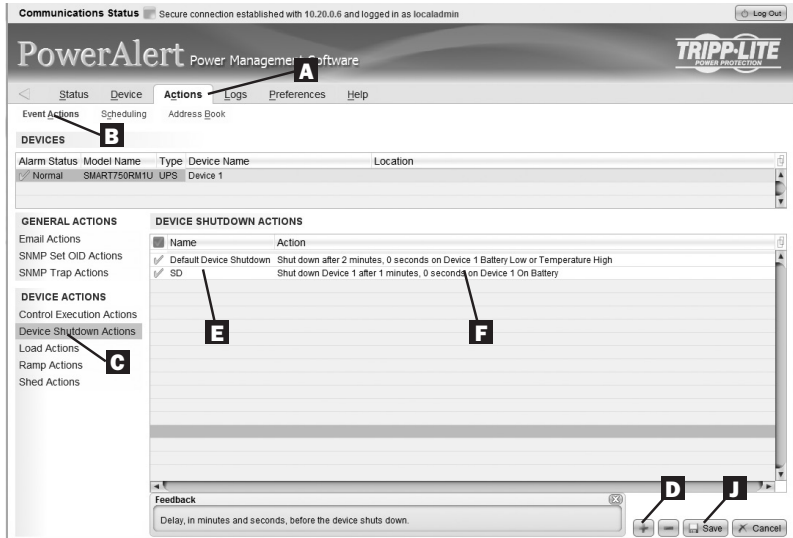 Communications Status Secure connection established with 10.20.0.6 and logged in as localadmin Log Out
PowerAlert Power Management Software
TRIPP·LITE
POWER PROTECTION
A
Status Device Actions Logs Preferences Help
Event Actions Scheduling Address Book
B
DEVICES
Alarm Status Model Name Type Device Name Location
Normal SMART750RM1U UPS Device 1
GENERAL ACTIONS
Email Actions
SNMP Set OID Actions
SNMP Trap Actions
DEVICE ACTIONS
Control Execution Actions
Device Shutdown Actions
Load Actions
Ramp Actions
Shed Actions
C
DEVICE SHUTDOWN ACTIONS
Name Action
Default Device Shutdown Shut down after 2 minutes, 0 seconds on Device 1 Battery Low or Temperature High
SD Shut down Device 1 after 1 minutes, 0 seconds on Device 1 On Battery
E F
D J
Feedback
Delay, in minutes and seconds, before the device shuts down.
Save Cancel